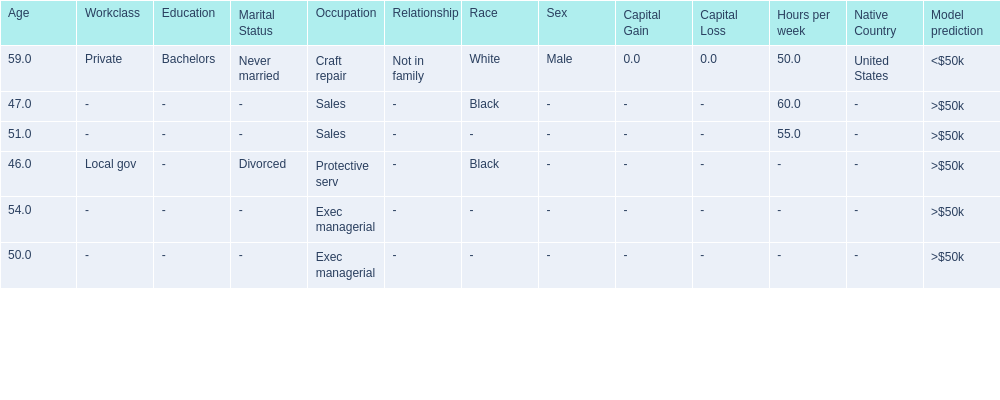 Age Workclass Education Marital Status Occupation Relationship Race Sex Capital Gain Capital Loss Hours per week Native Country Model prediction
59.0 Private Bachelors Never married Craft repair Not in family White Male 0.0 0.0 50.0 United States <$50k
47.0 - - - Sales - Black - - - 60.0 - >$50k
51.0 - - - Sales - - - - - 55.0 - >$50k
46.0 Local gov - Divorced Protective serv - Black - - - - - >$50k
54.0 - - - Exec managerial - - - - - - - >$50k
50.0 - - - Exec managerial - - - - - - - >$50k